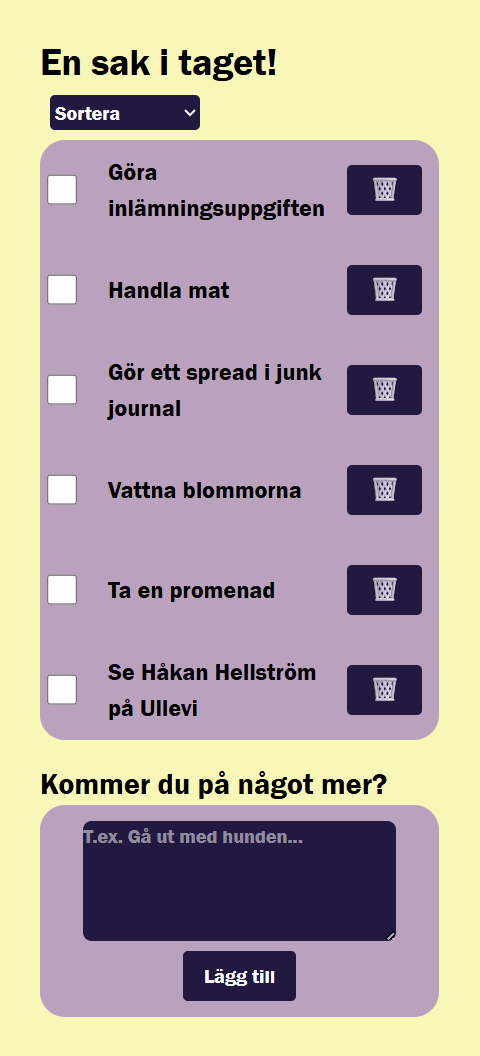 En sak i taget!
Sortera
Göra
inlämningsuppgiften
Handla mat
Gör ett spread i junk
journal
Vattna blommorna
Ta en promenad
Se Håkan Hellström
på Ullevi
Kommer du på något mer?
T.ex. Gå ut med hunden...
Lägg till